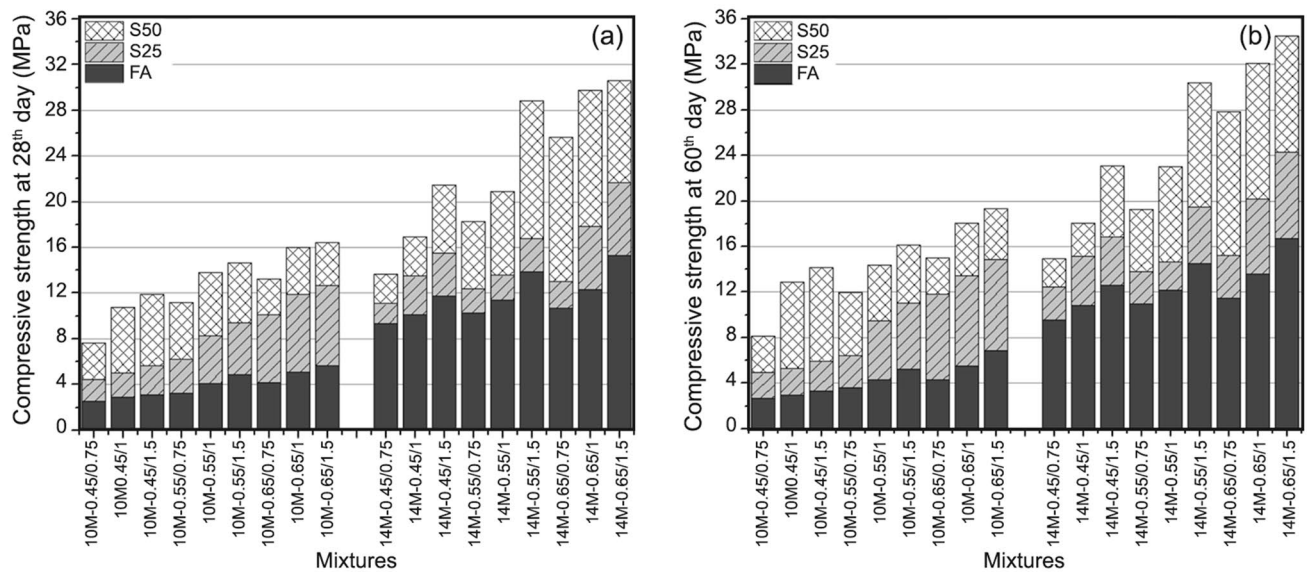 Compressive strength at 28th day (MPa)
36
32
28
24
20
16
12
8
4
0
S50
S25
FA
(a)
10M-0.45/0.75
10M0.45/1
10M-0.45/1.5
10M-0.55/0.75
10M-0.55/1
10M-0.55/1.5
10M-0.65/0.75
10M-0.65/1
10M-0.65/1.5
14M-0.45/0.75
14M-0.45/1
14M-0.45/1.5
14M-0.55/0.75
14M-0.55/1
14M-0.55/1.5
14M-0.65/0.75
14M-0.65/1
14M-0.65/1.5
Mixtures
Compressive strength at 60th day (MPa)
36
32
28
24
20
16
12
8
4
0
S50
S25
FA
(b)
10M-0.45/0.75
10M0.45/1
10M-0.45/1.5
10M-0.55/0.75
10M-0.55/1
10M-0.55/1.5
10M-0.65/0.75
10M-0.65/1
10M-0.65/1.5
14M-0.45/0.75
14M-0.45/1
14M-0.45/1.5
14M-0.55/0.75
14M-0.55/1
14M-0.55/1.5
14M-0.65/0.75
14M-0.65/1
14M-0.65/1.5
Mixtures